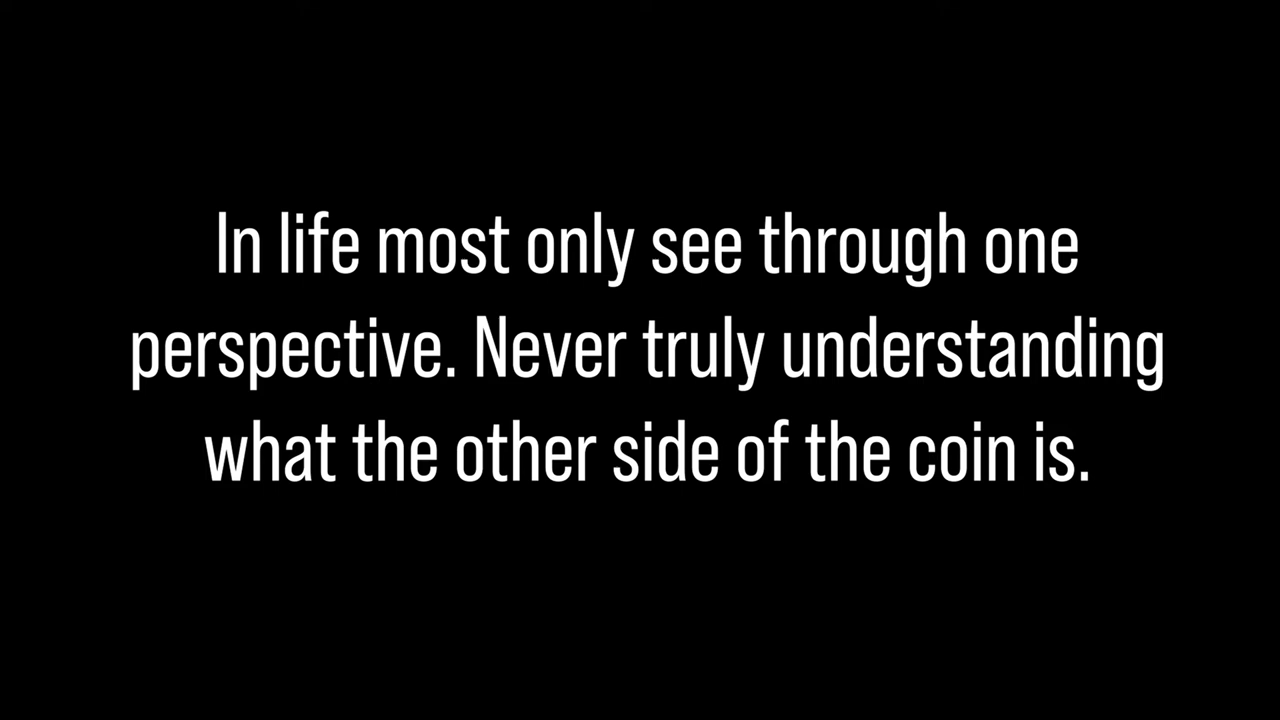 In life most only see through one
perspective. Never truly understanding
what the other side of the coin is.